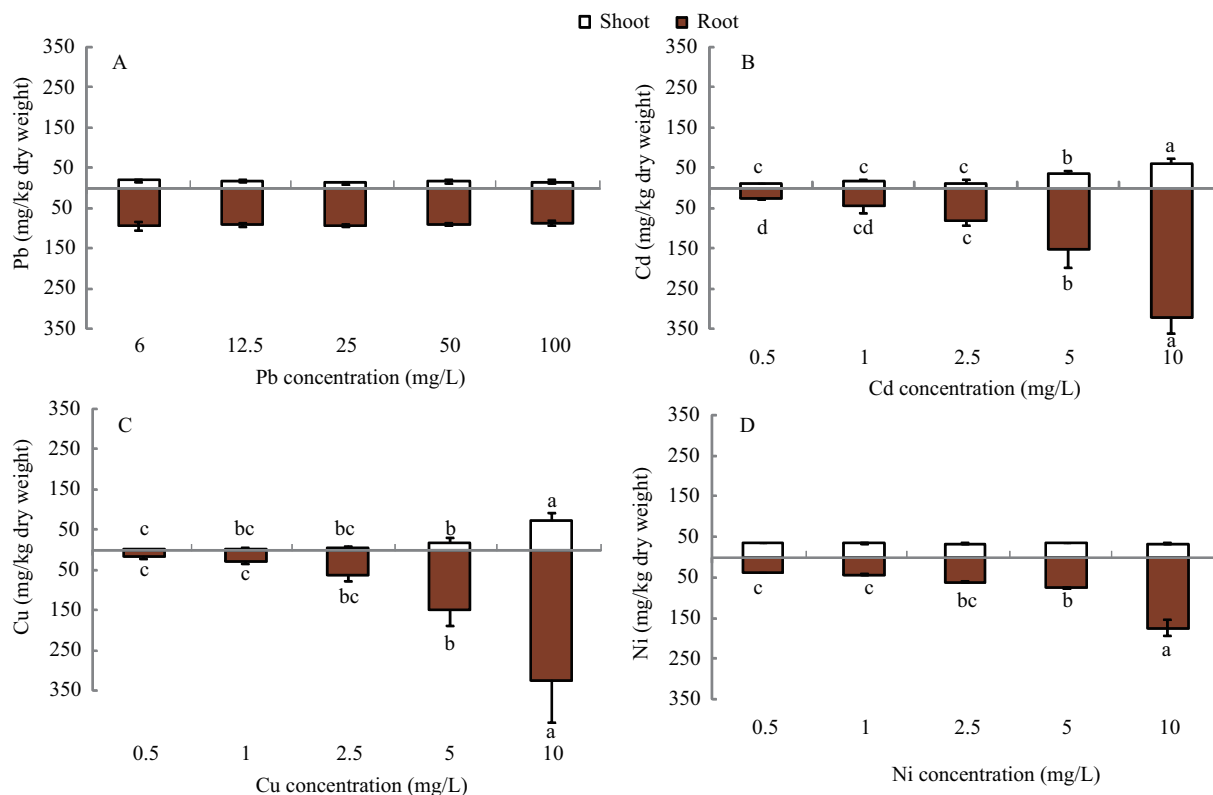 Shoot Root
A
350
250
150
50
50
150
250
350
Pb (mg/kg dry weight)
6 12.5 25 50 100
Pb concentration (mg/L)
B
350
250
150
50
50
150
250
350
Cd (mg/kg dry weight)
c c c b a
d cd c b a
0.5 1 2.5 5 10
Cd concentration (mg/L)
C
350
250
150
50
50
150
250
350
Cu (mg/kg dry weight)
c bc bc b a
c c bc b a
0.5 1 2.5 5 10
Cu concentration (mg/L)
D
350
250
150
50
50
150
250
350
Ni (mg/kg dry weight)
c c bc b a
0.5 1 2.5 5 10
Ni concentration (mg/L)